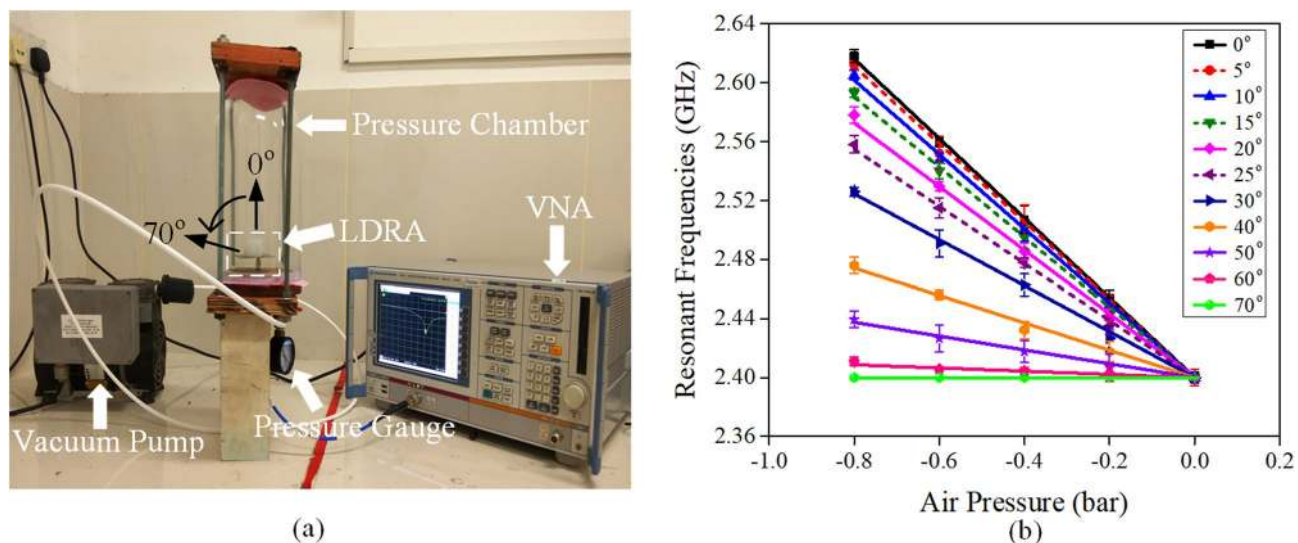 0°
70°
Pressure Chamber
LDRA
VNA
Vacuum Pump
Pressure Gauge
(a)
Resonant Frequencies (GHz)
2.64
2.60
2.56
2.52
2.48
2.44
2.40
2.36
-1.0 -0.8 -0.6 -0.4 -0.2 0.0 0.2
Air Pressure (bar)
0°
5°
10°
15°
20°
25°
30°
40°
50°
60°
70°
(b)